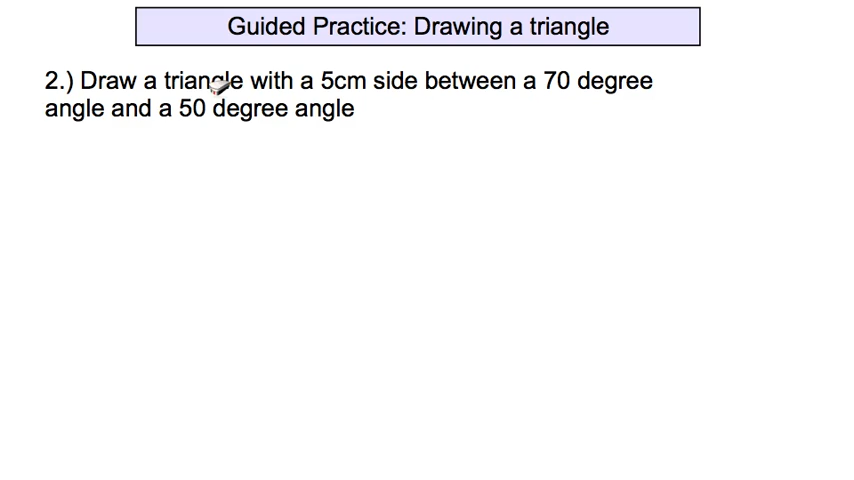 Guided Practice: Drawing a triangle
2.) Draw a triangle with a 5cm side between a 70 degree
angle and a 50 degree angle